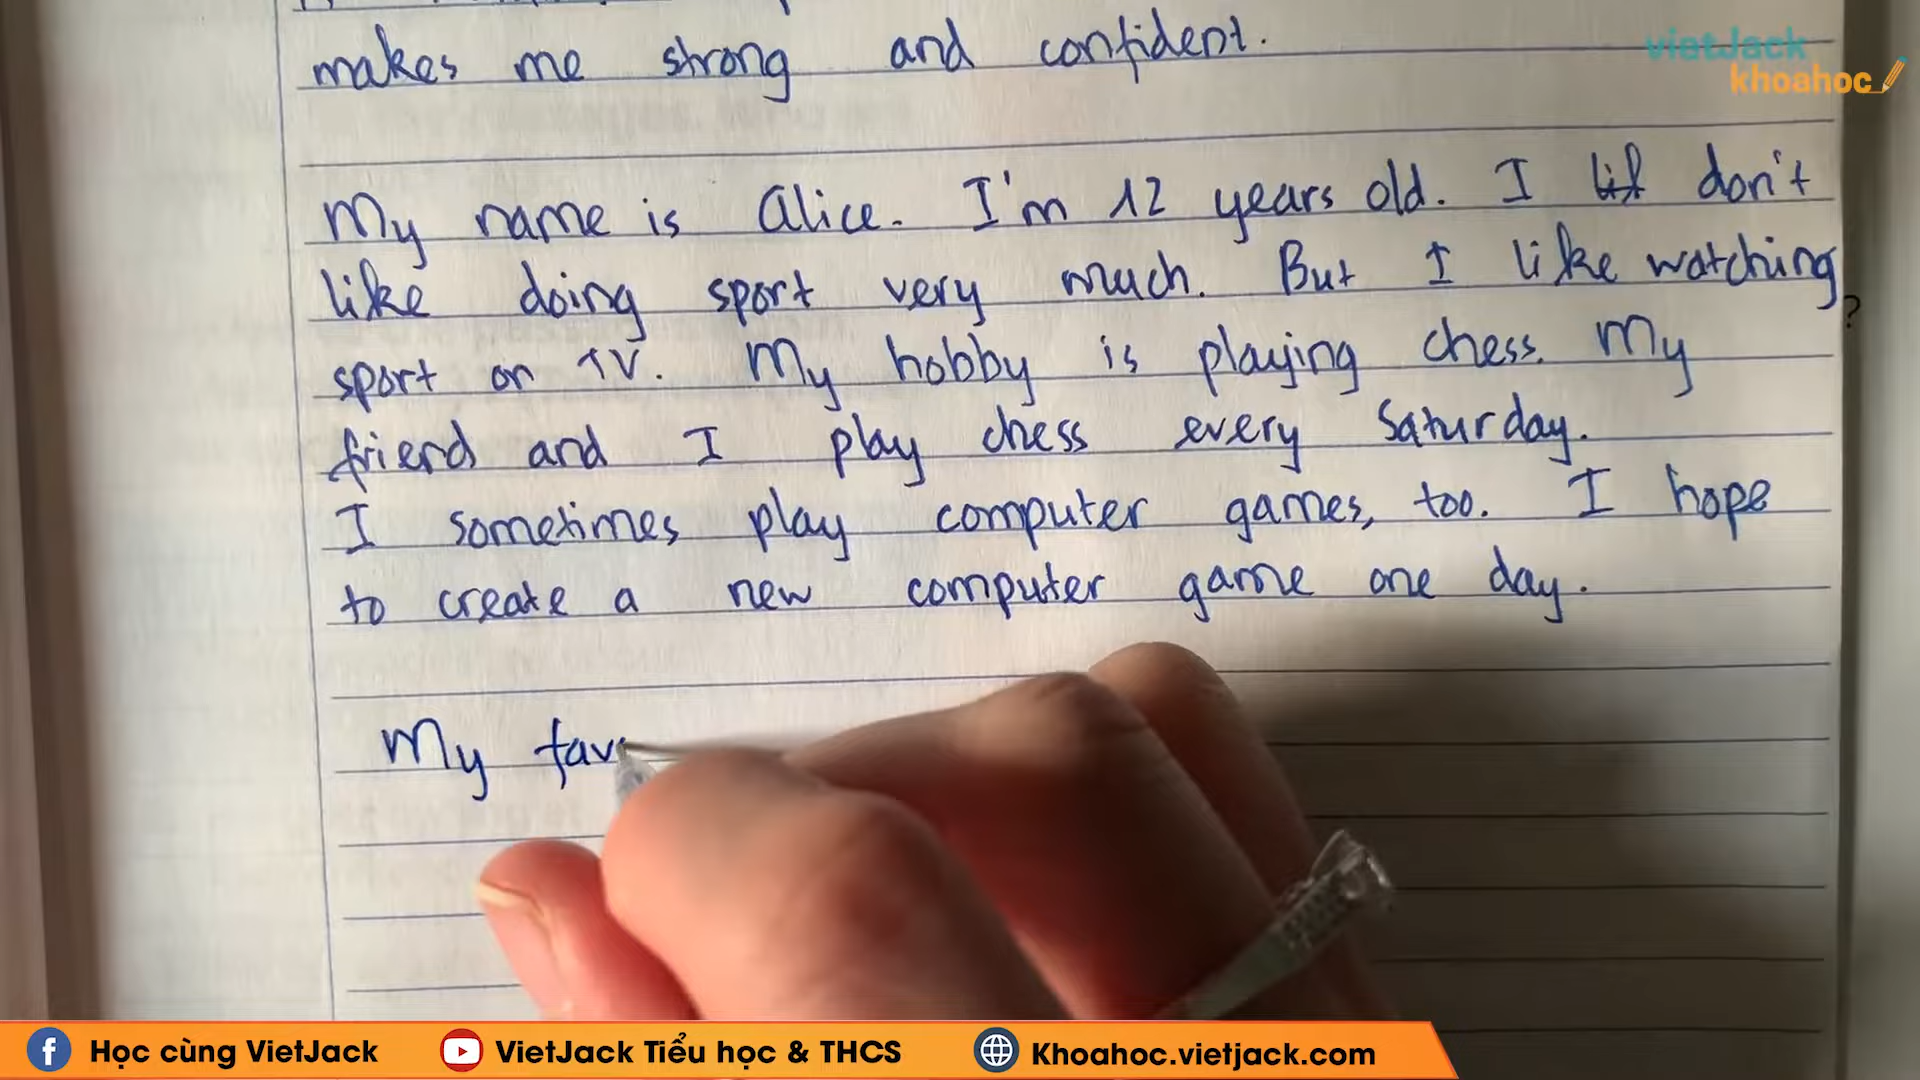 makes me strong and confident.
vietJack
khoahoc
My name is Alice. I'm 12 years old. I don't
like doing sport very much. But I like watching
sport on TV. My hobby is playing chess. My
friend and I play chess every Saturday.
I sometimes play computer games, too. I hope
to create a new computer game one day.
My favo
Học cùng VietJack
VietJack Tiểu học & THCS
Khoahoc.vietjack.com